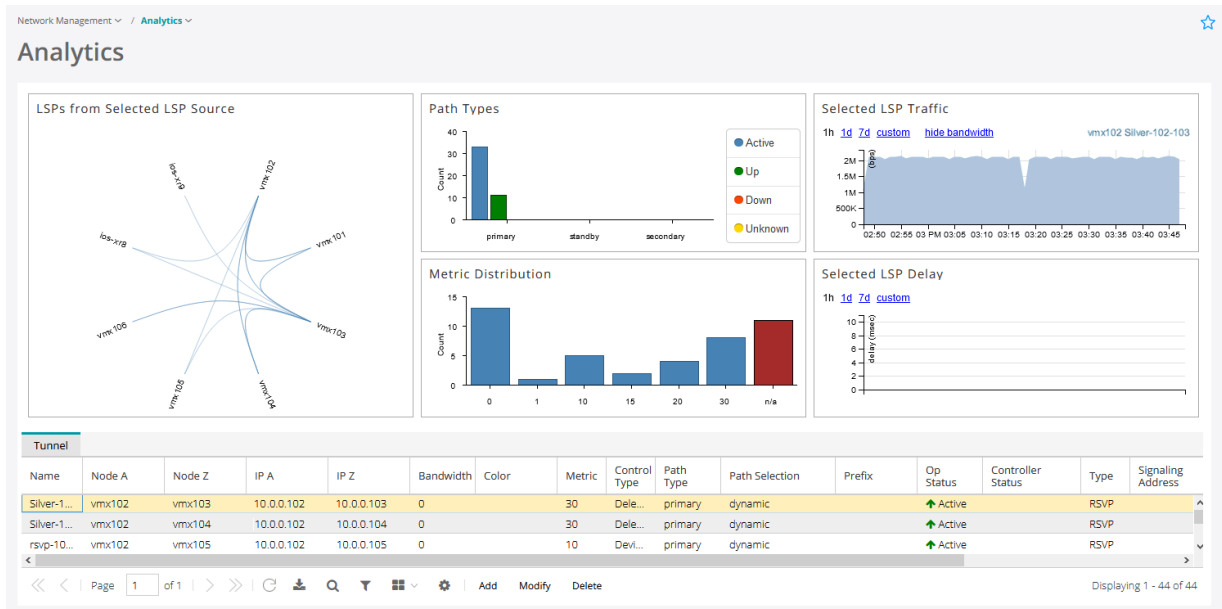 Network Management / Analytics
Analytics
LSPs from Selected LSP Source
ios-xr9
vmx102
ios-xr8
vmx101
vmx106
vmx103
vmx105
vmx104
Path Types
40
30
20
10
0
Count
primary standby secondary
Active
Up
Down
Unknown
Metric Distribution
15
10
5
0
Count
0 1 10 15 20 30 n/a
Selected LSP Traffic
1h 1d 7d custom hide bandwidth vmx102 Silver-102-103
(bps)
2M
1.5M
1M
500K
0
02:50 02:55 03 PM 03:05 03:10 03:15 03:20 03:25 03:30 03:35 03:40 03:45
Selected LSP Delay
1h 1d 7d custom
delay (msec)
10
8
6
4
2
0
Tunnel
Name Node A Node Z IP A IP Z Bandwidth Color Metric Control Type Path Type Path Selection Prefix Op Status Controller Status Type Signaling Address
Silver-1... vmx102 vmx103 10.0.0.102 10.0.0.103 0 30 Dele... primary dynamic Active RSVP
Silver-1... vmx102 vmx104 10.0.0.102 10.0.0.104 0 30 Dele... primary dynamic Active RSVP
rsvp-10... vmx102 vmx105 10.0.0.102 10.0.0.105 0 10 Devi... primary dynamic Active RSVP
Page 1 of 1 Add Modify Delete Displaying 1 - 44 of 44